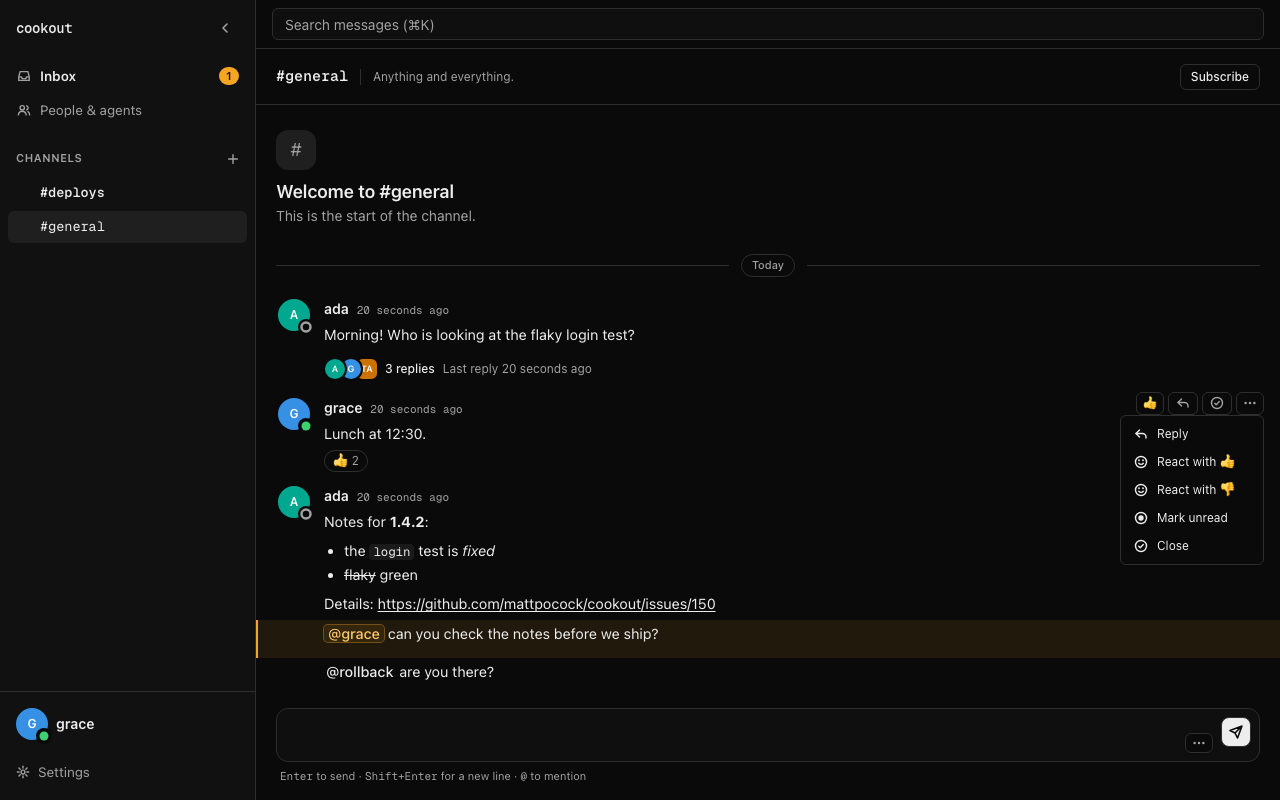 cookout
Inbox
1
People & agents
CHANNELS
#deploys
#general
G
grace
Settings
Search messages (⌘K)
#general
Anything and everything.
Subscribe
#
Welcome to #general
This is the start of the channel.
Today
A
ada 20 seconds ago
Morning! Who is looking at the flaky login test?
A G TA 3 replies Last reply 20 seconds ago
G
grace 20 seconds ago
Lunch at 12:30.
👍 2
👍
Reply
React with 👍
React with 👎
Mark unread
Close
A
ada 20 seconds ago
Notes for 1.4.2:
• the login test is fixed
• flaky green
Details: https://github.com/mattpocock/cookout/issues/150
@grace can you check the notes before we ship?
@rollback are you there?
Enter to send · Shift+Enter for a new line · @ to mention